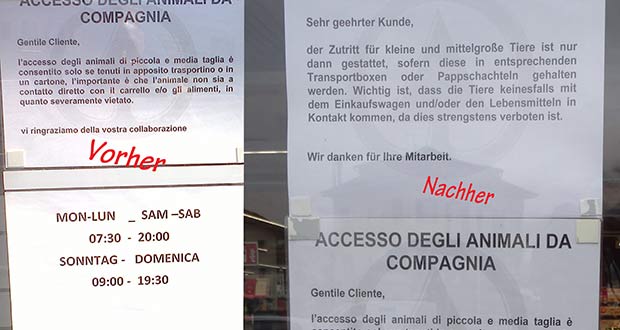 ACCESSO DEGLI ANIMALI DA
COMPAGNIA
Gentile Cliente,
l'accesso degli animali di piccola e media taglia è
consentito solo se tenuti in apposito trasportino o in
un cartone, l'importante è che l'animale non sia a
contatto diretto con il carrello e/o gli alimenti, in
quanto severamente vietato.
vi ringraziamo della vostra collaborazione
Vorher
MON-LUN _ SAM –SAB
07:30 - 20:00
SONNTAG - DOMENICA
09:00 - 19:30
Sehr geehrter Kunde,
der Zutritt für kleine und mittelgroße Tiere ist nur
dann gestattet, sofern diese in entsprechenden
Transportboxen oder Pappschachteln gehalten
werden. Wichtig ist, dass die Tiere keinesfalls mit
dem Einkaufswagen und/oder den Lebensmitteln in
Kontakt kommen, da dies strengstens verboten ist.
Wir danken für Ihre Mitarbeit.
Nachher
ACCESSO DEGLI ANIMALI DA
COMPAGNIA
Gentile Cliente,
l'accesso degli animali di piccola e media taglia è